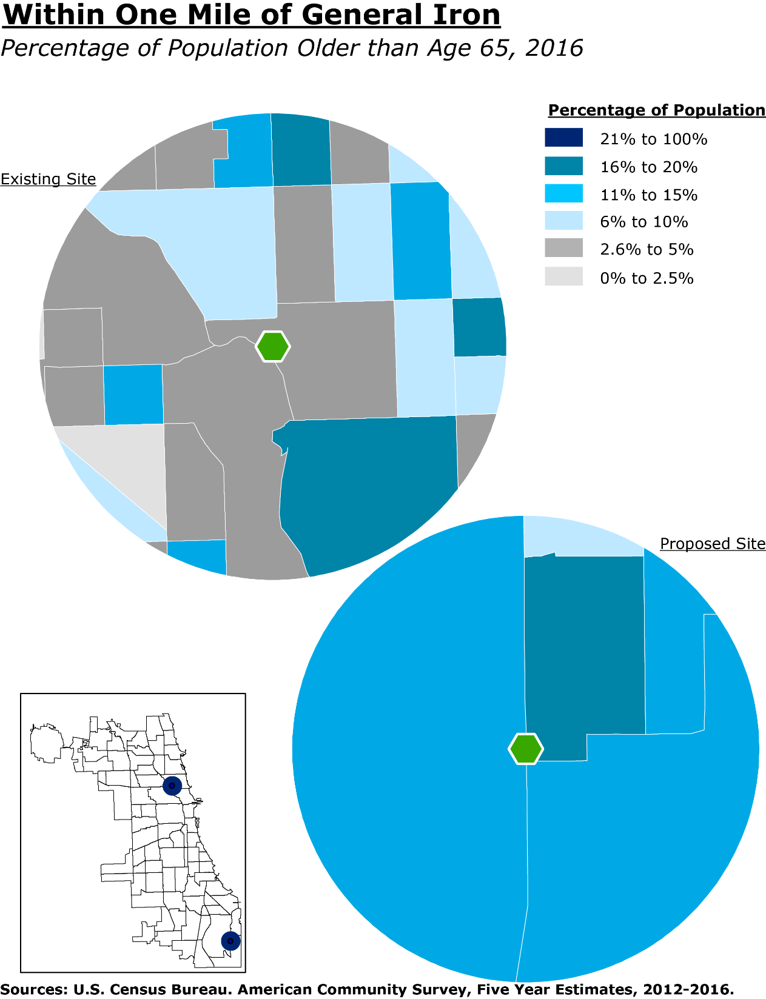 Within One Mile of General Iron
Percentage of Population Older than Age 65, 2016
Percentage of Population
21% to 100%
16% to 20%
11% to 15%
6% to 10%
2.6% to 5%
0% to 2.5%
Existing Site
Proposed Site
Sources: U.S. Census Bureau. American Community Survey, Five Year Estimates, 2012-2016.